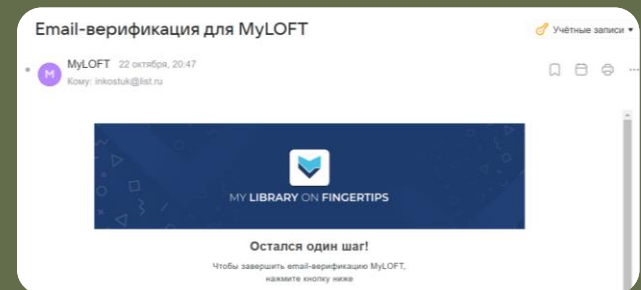 Email-верификация для MyLOFT
Учётные записи
M
MyLOFT 22 октября, 20:47
Кому: inkostuk@list.ru
MY LIBRARY ON FINGERTIPS
Остался один шаг!
Чтобы завершить email-верификацию MyLOFT,
нажмите кнопку ниже